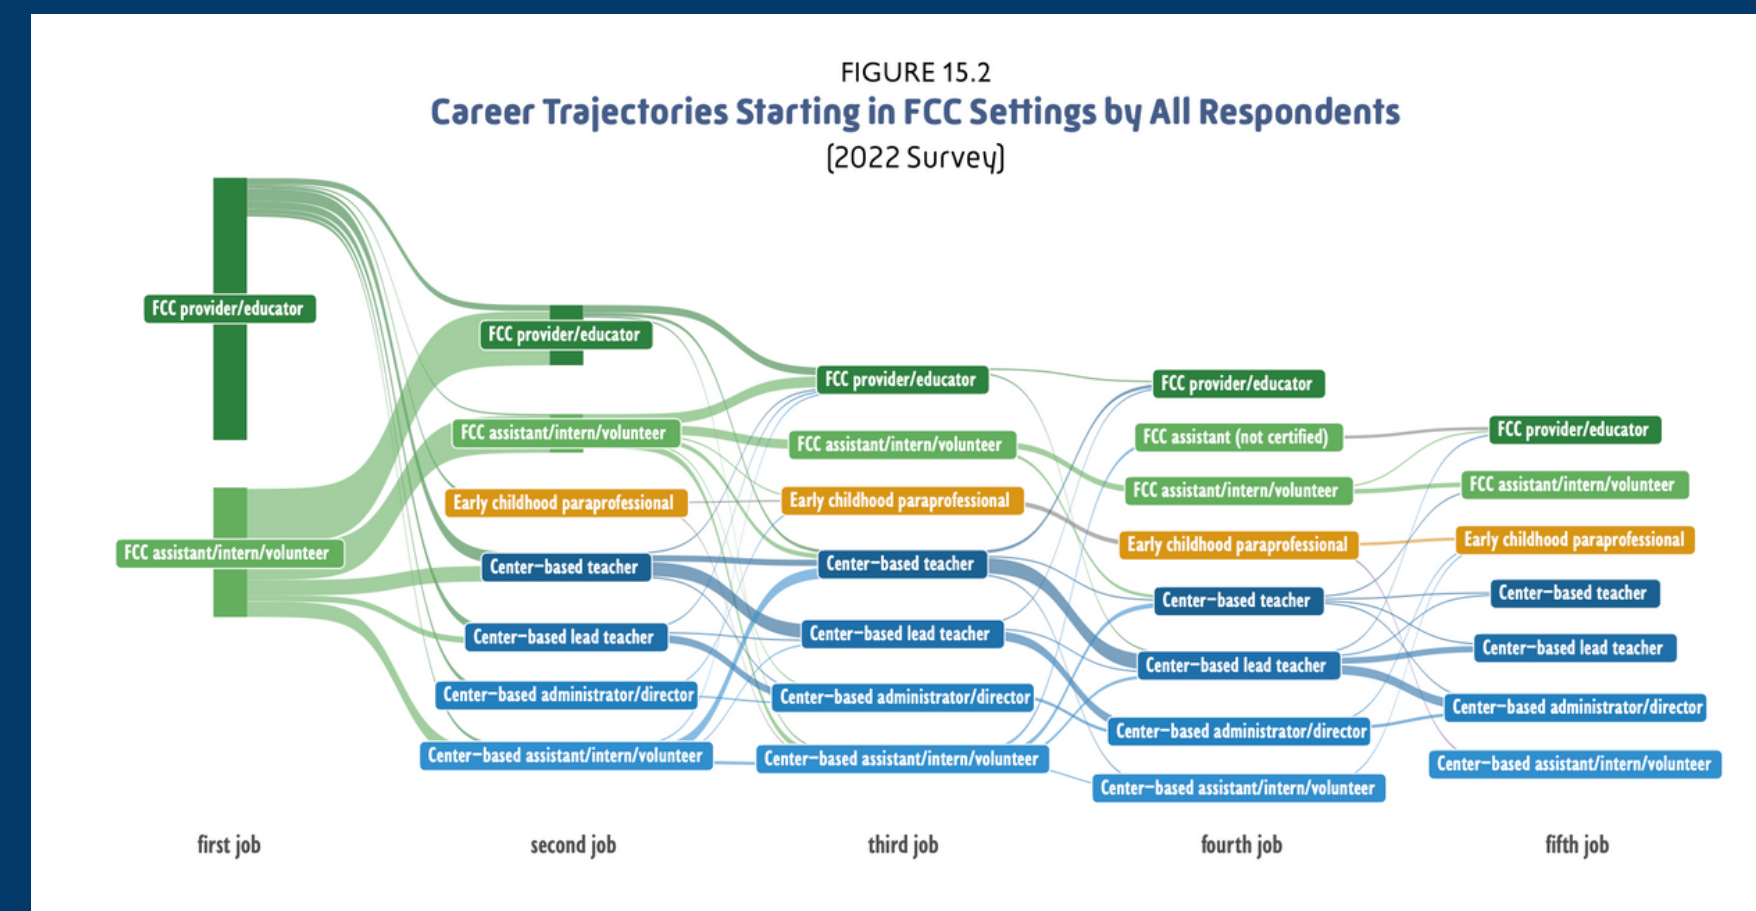 FIGURE 15.2
Career Trajectories Starting in FCC Settings by All Respondents
(2022 Survey)
FCC provider/educator
FCC assistant/intern/volunteer
FCC provider/educator
FCC assistant/intern/volunteer
Early childhood paraprofessional
Center–based teacher
Center–based lead teacher
Center–based administrator/director
Center–based assistant/intern/volunteer
FCC provider/educator
FCC assistant/intern/volunteer
Early childhood paraprofessional
Center–based teacher
Center–based lead teacher
Center–based administrator/director
Center–based assistant/intern/volunteer
FCC provider/educator
FCC assistant (not certified)
FCC assistant/intern/volunteer
Early childhood paraprofessional
Center–based teacher
Center–based lead teacher
Center–based administrator/director
Center–based assistant/intern/volunteer
FCC provider/educator
FCC assistant/intern/volunteer
Early childhood paraprofessional
Center–based teacher
Center–based lead teacher
Center–based administrator/director
Center–based assistant/intern/volunteer
first job
second job
third job
fourth job
fifth job